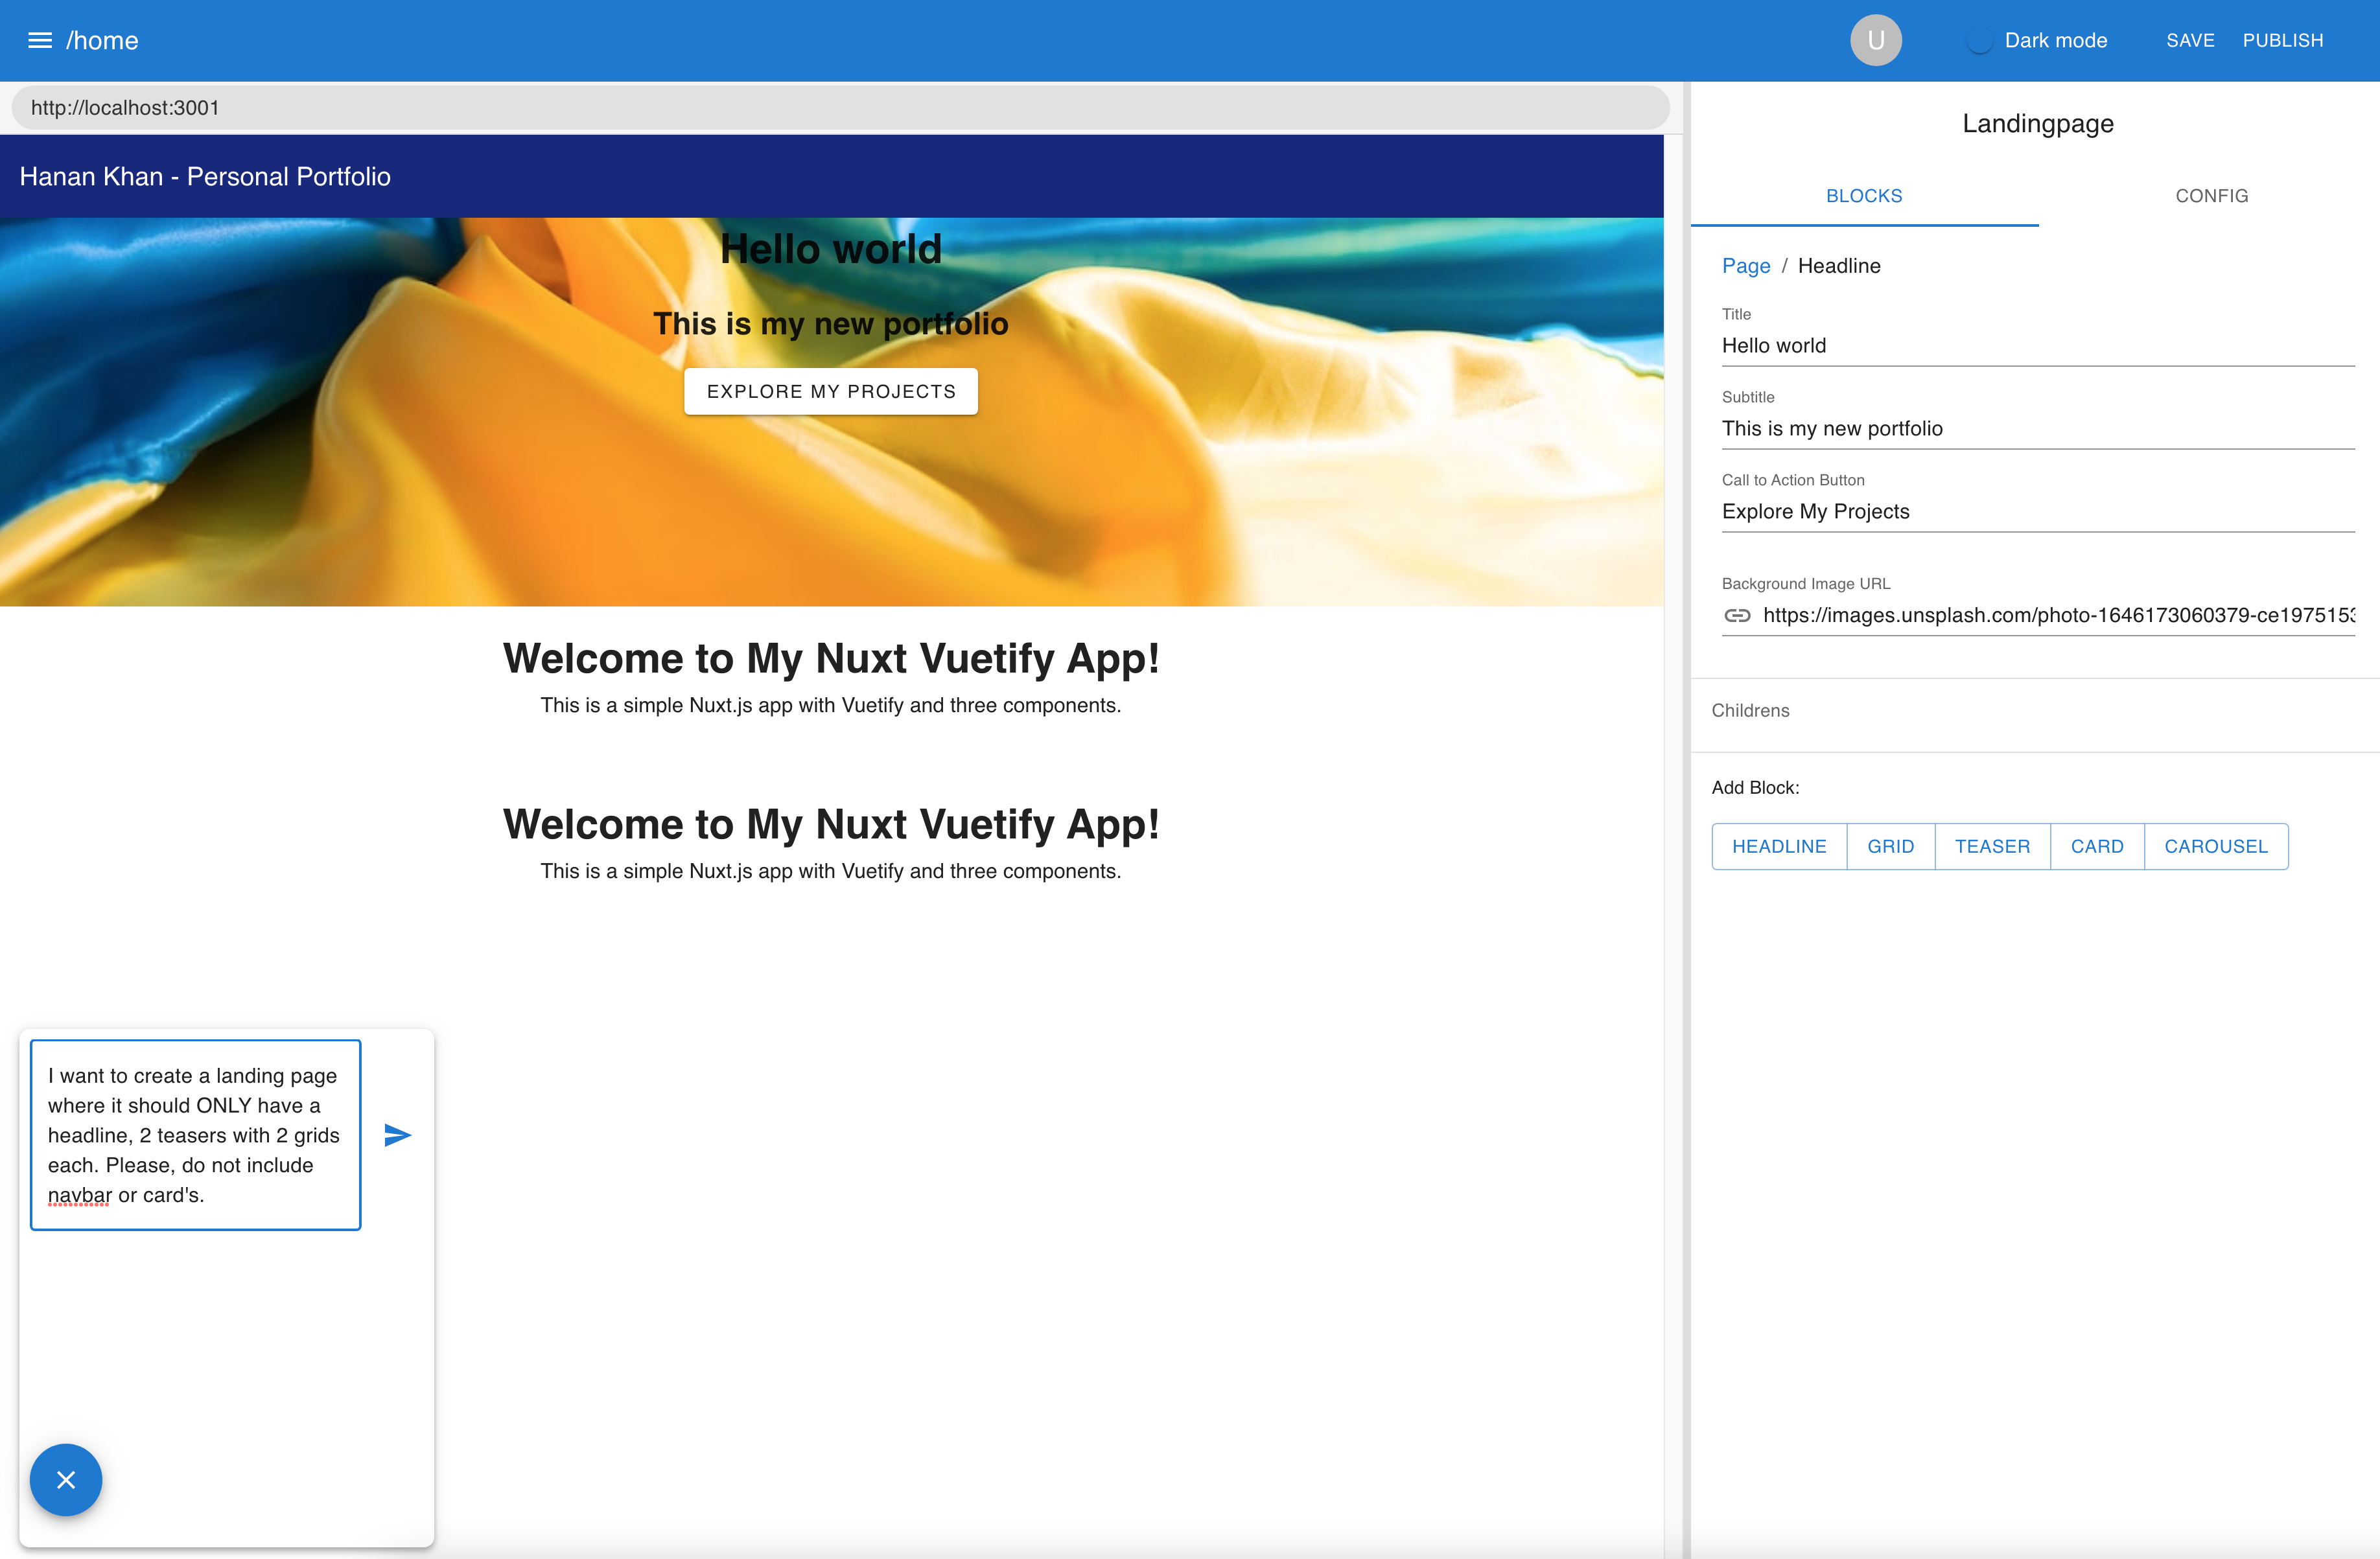 /home
U
Dark mode
SAVE
PUBLISH
http://localhost:3001
Hanan Khan - Personal Portfolio
Hello world
This is my new portfolio
EXPLORE MY PROJECTS
Welcome to My Nuxt Vuetify App!
This is a simple Nuxt.js app with Vuetify and three components.
Welcome to My Nuxt Vuetify App!
This is a simple Nuxt.js app with Vuetify and three components.
I want to create a landing page
where it should ONLY have a
headline, 2 teasers with 2 grids
each. Please, do not include
navbar or card's.
Landingpage
BLOCKS
CONFIG
Page / Headline
Title
Hello world
Subtitle
This is my new portfolio
Call to Action Button
Explore My Projects
Background Image URL
https://images.unsplash.com/photo-1646173060379-ce1975153
Childrens
Add Block:
HEADLINE
GRID
TEASER
CARD
CAROUSEL